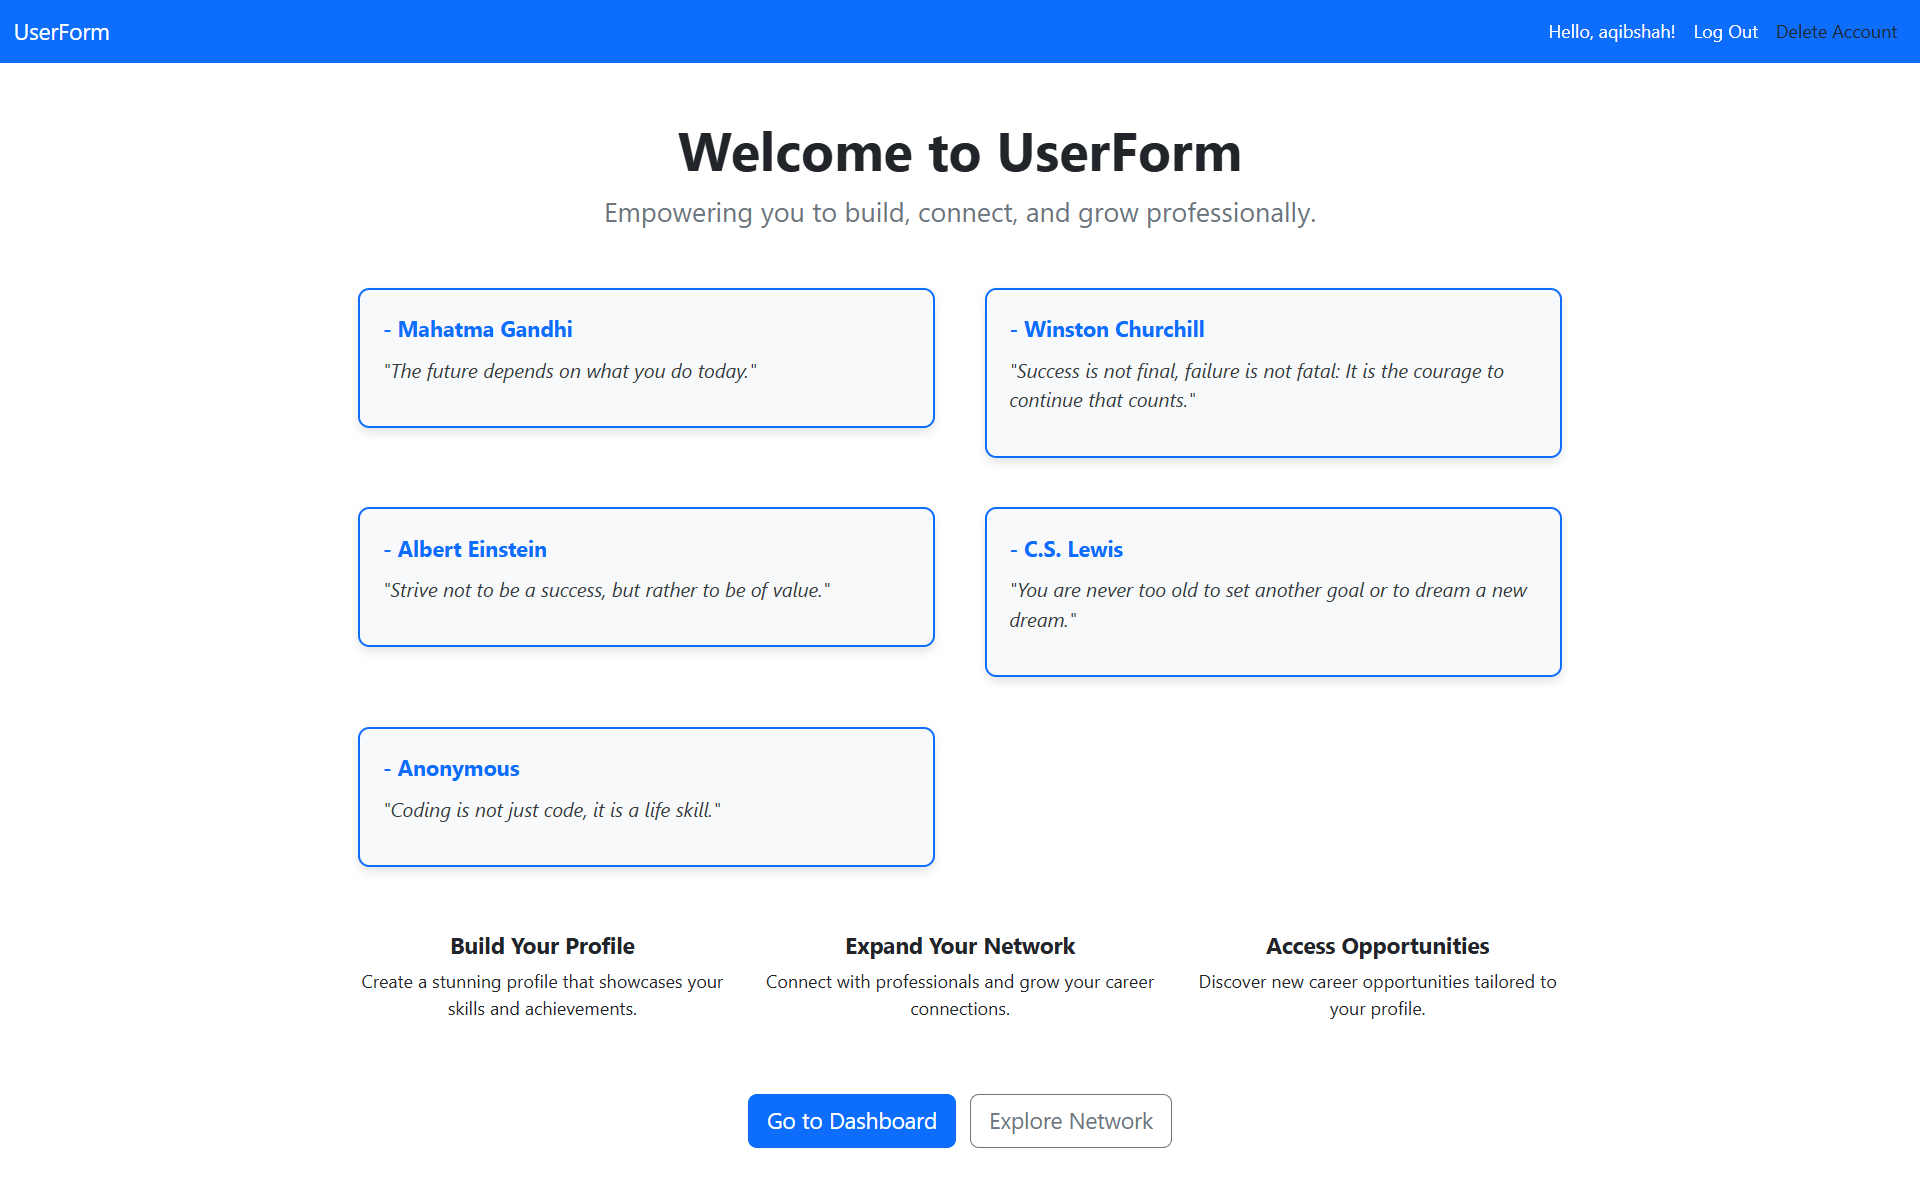 UserForm
Hello, aqibshah! Log Out Delete Account
Welcome to UserForm
Empowering you to build, connect, and grow professionally.
- Mahatma Gandhi
"The future depends on what you do today."
- Winston Churchill
"Success is not final, failure is not fatal: It is the courage to
continue that counts."
- Albert Einstein
"Strive not to be a success, but rather to be of value."
- C.S. Lewis
"You are never too old to set another goal or to dream a new
dream."
- Anonymous
"Coding is not just code, it is a life skill."
Build Your Profile
Create a stunning profile that showcases your
skills and achievements.
Expand Your Network
Connect with professionals and grow your career
connections.
Access Opportunities
Discover new career opportunities tailored to
your profile.
Go to Dashboard
Explore Network